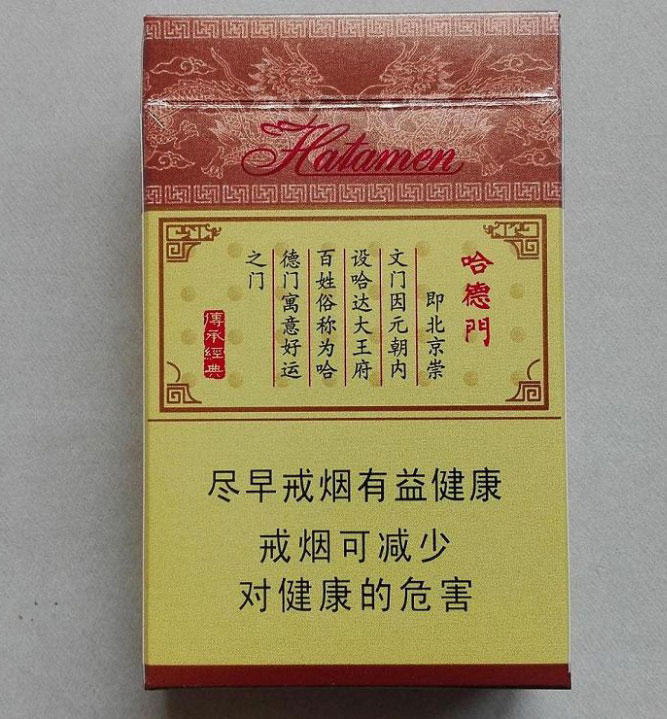 Hatamen
哈德門
即北京崇
文门因元朝内
设哈达大王府
百姓俗称为哈
德门寓意好运
之门
傳承經典
尽早戒烟有益健康
戒烟可减少
对健康的危害